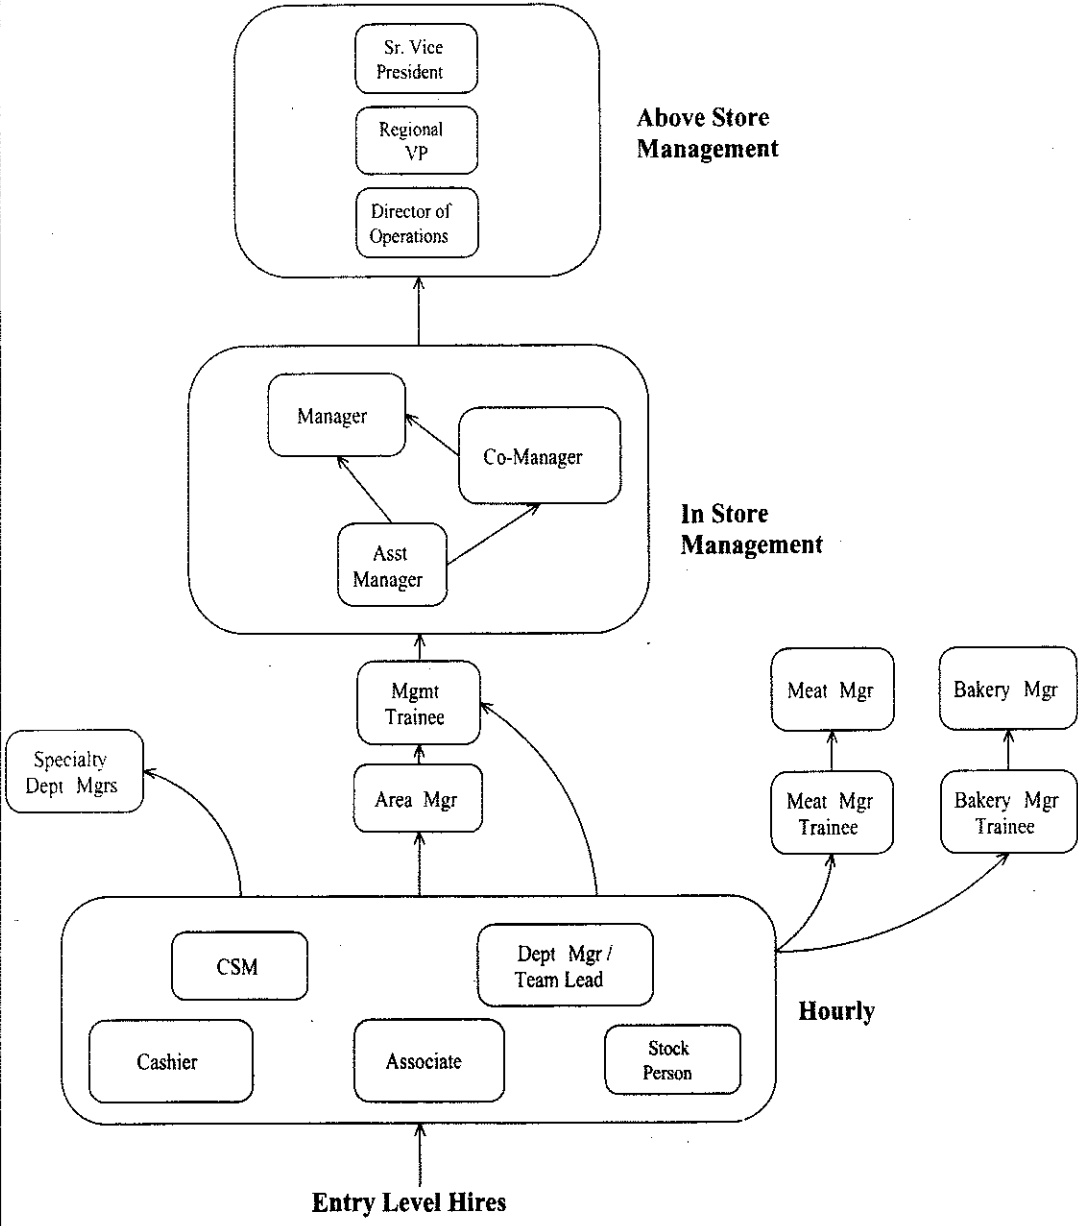 Sr. Vice
President
Regional
VP
Director of
Operations
Above Store
Management
Manager
Co-Manager
Asst
Manager
In Store
Management
Mgmt
Trainee
Meat Mgr
Bakery Mgr
Specialty
Dept Mgrs
Area Mgr
Meat Mgr
Trainee
Bakery Mgr
Trainee
CSM
Dept Mgr /
Team Lead
Hourly
Cashier
Associate
Stock
Person
Entry Level Hires